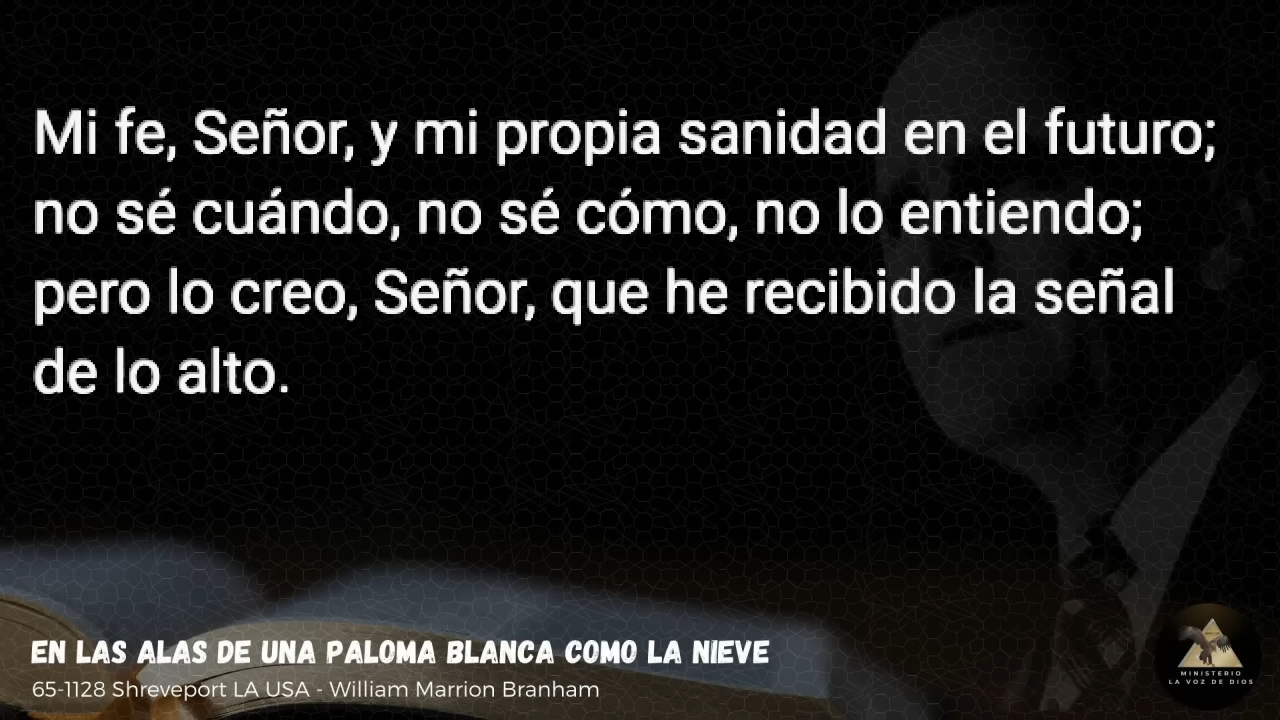 Mi fe, Señor, y mi propia sanidad en el futuro;
no sé cuándo, no sé cómo, no lo entiendo;
pero lo creo, Señor, que he recibido la señal
de lo alto.
EN LAS ALAS DE UNA PALOMA BLANCA COMO LA NIEVE
65-1128 Shreveport LA USA - William Marrion Branham
MINISTERIO
LA VOZ DE DIOS